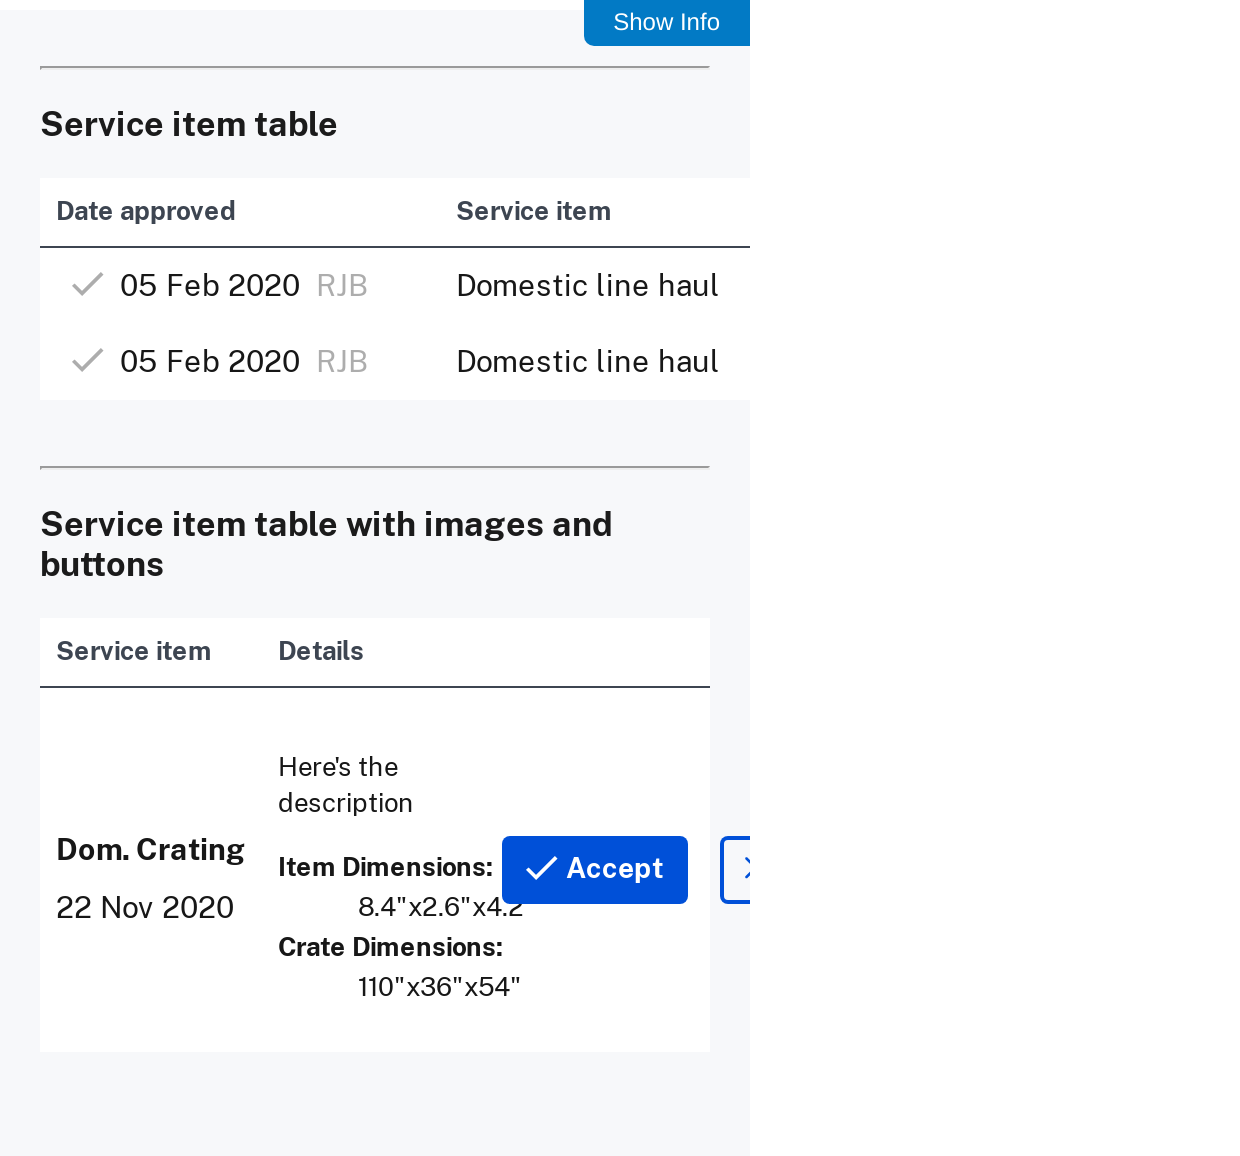 Show Info
Service item table
Date approved Service item
05 Feb 2020 RJB Domestic line haul
05 Feb 2020 RJB Domestic line haul
Service item table with images and
buttons
Service item Details
Here's the
description
Dom. Crating
22 Nov 2020
Item Dimensions:
8.4"x2.6"x4.2
Crate Dimensions:
110"x36"x54"
Accept